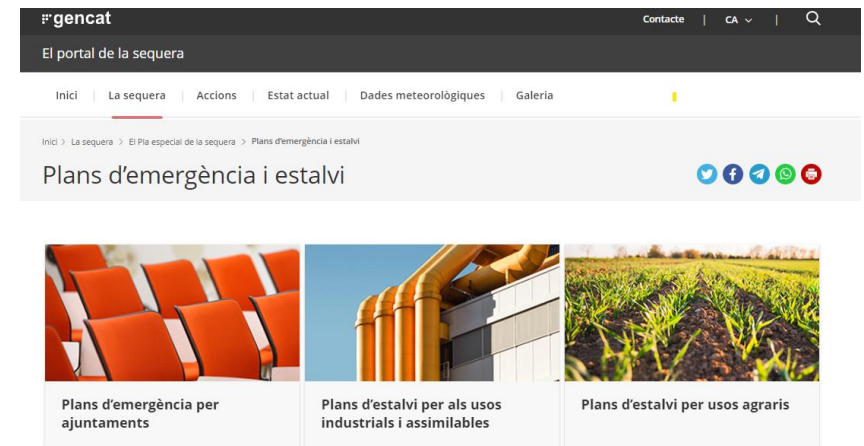 gencat
Contacte | CA |
El portal de la sequera
Inici | La sequera | Accions | Estat actual | Dades meteorològiques | Galeria
Inici > La sequera > El Pla especial de la sequera > Plans d'emergència i estalvi
Plans d'emergència i estalvi
Plans d'emergència per
ajuntaments
Plans d'estalvi per als usos
industrials i assimilables
Plans d'estalvi per usos agraris